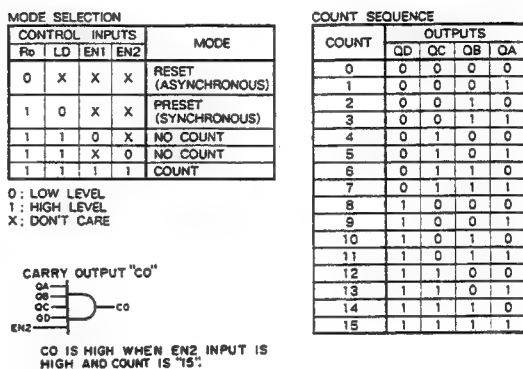 MODE SELECTION
CONTROL INPUTS MODE
Ro LD EN1 EN2
0 X X X RESET (ASYNCHRONOUS)
1 0 X X PRESET (SYNCHRONOUS)
1 1 0 X NO COUNT
1 1 X 0 NO COUNT
1 1 1 1 COUNT
0 : LOW LEVEL
1 : HIGH LEVEL
X : DON'T CARE
CARRY OUTPUT "CO"
QA
QB
QC
QD
EN2
CO
CO IS HIGH WHEN EN2 INPUT IS
HIGH AND COUNT IS "15".
COUNT SEQUENCE
COUNT OUTPUTS
QD QC QB QA
0 0 0 0 0
1 0 0 0 1
2 0 0 1 0
3 0 0 1 1
4 0 1 0 0
5 0 1 0 1
6 0 1 1 0
7 0 1 1 1
8 1 0 0 0
9 1 0 0 1
10 1 0 1 0
11 1 0 1 1
12 1 1 0 0
13 1 1 0 1
14 1 1 1 0
15 1 1 1 1